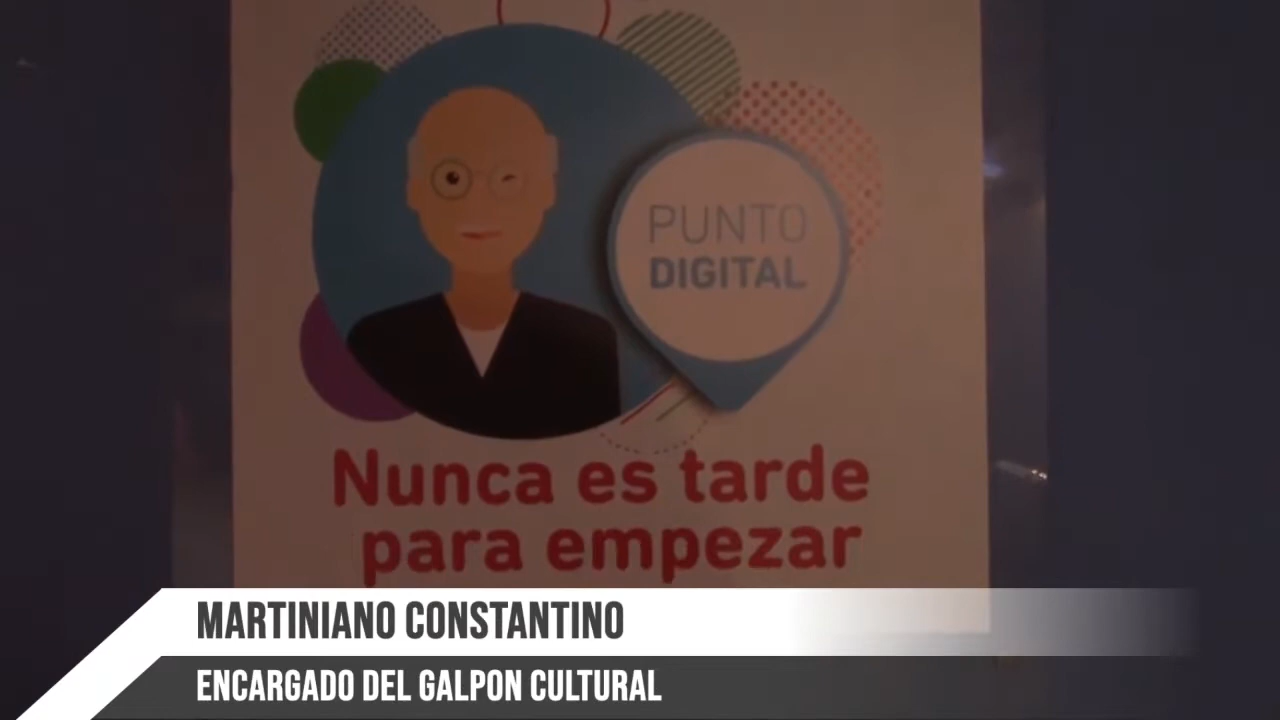 PUNTO
DIGITAL
Nunca es tarde
para empezar
MARTINIANO CONSTANTINO
ENCARGADO DEL GALPON CULTURAL